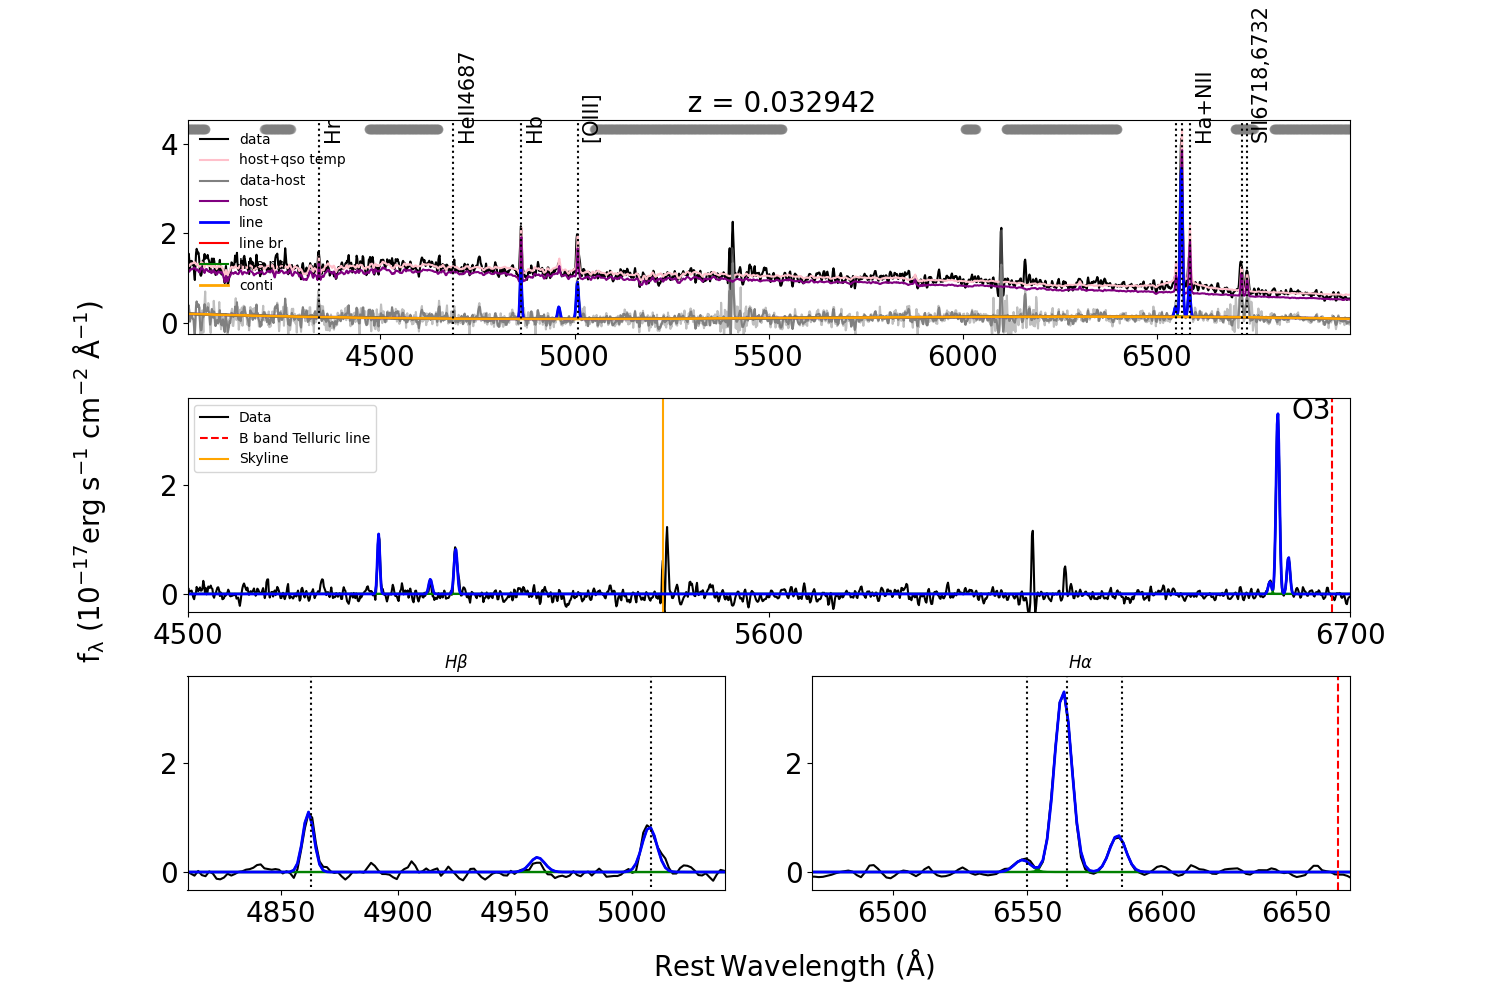 z = 0.032942
Hr
HeII4687
Hb
[OIII]
Ha+NII
SII6718,6732
data
host+qso temp
data-host
host
line
line br
conti
4
2
0
4500
5000
5500
6000
6500
fλ (10⁻¹⁷erg s⁻¹ cm⁻² Å⁻¹)
O3
Data
B band Telluric line
Skyline
2
0
4500
5600
6700
Hβ
2
0
4850
4900
4950
5000
Hα
2
0
6500
6550
6600
6650
Rest Wavelength (Å)